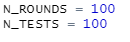 N_ROUNDS = 100
N_TESTS = 100